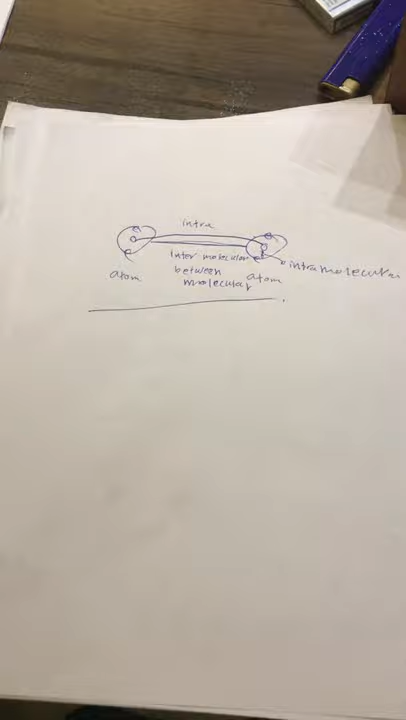 intra
e
e
Inter molecular
e
intramolecular
atom
between
atom
molecular